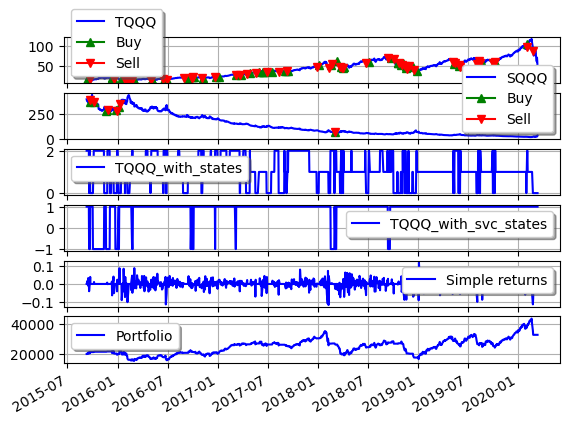 TQQQ
Buy
Sell
100
50
SQQQ
Buy
Sell
250
0
TQQQ_with_states
2
0
TQQQ_with_svc_states
1
0
−1
Simple returns
0.1
0.0
−0.1
Portfolio
40000
20000
2015-07
2016-01
2016-07
2017-01
2017-07
2018-01
2018-07
2019-01
2019-07
2020-01